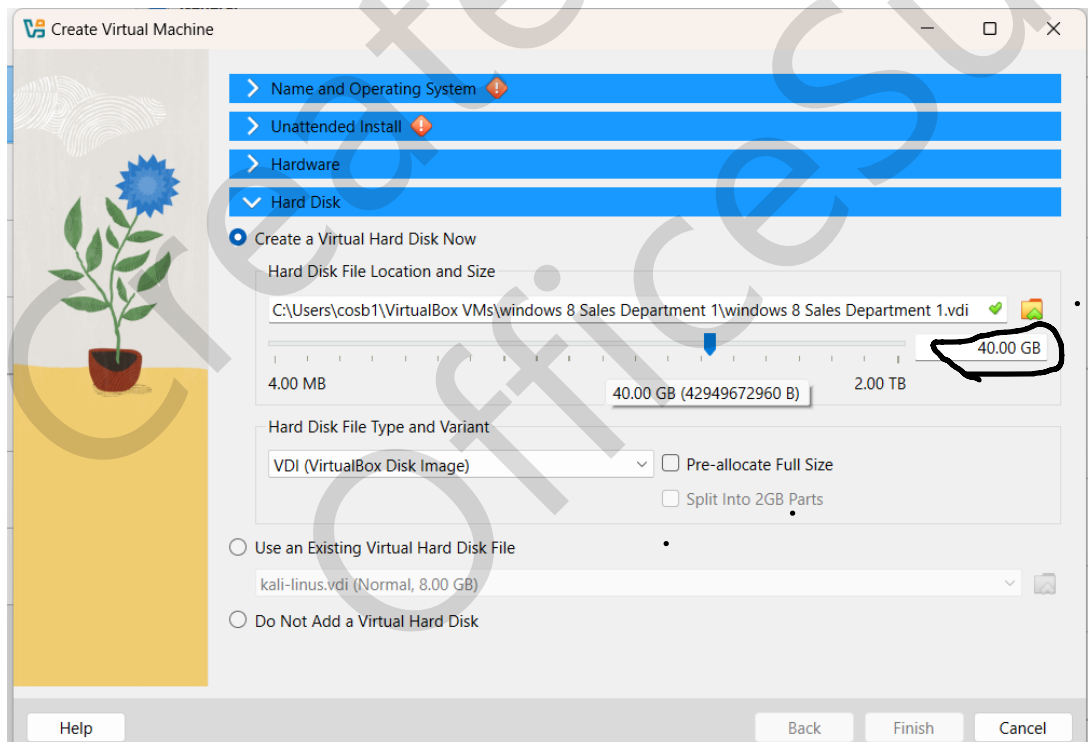 Create Virtual Machine
Name and Operating System
Unattended Install
Hardware
Hard Disk
Create a Virtual Hard Disk Now
Hard Disk File Location and Size
C:\Users\cosb1\VirtualBox VMs\windows 8 Sales Department 1\windows 8 Sales Department 1.vdi
40.00 GB
4.00 MB
2.00 TB
40.00 GB (42949672960 B)
Hard Disk File Type and Variant
VDI (VirtualBox Disk Image)
Pre-allocate Full Size
Split Into 2GB Parts
Use an Existing Virtual Hard Disk File
kali-linus.vdi (Normal, 8.00 GB)
Do Not Add a Virtual Hard Disk
Help
Back
Finish
Cancel
Create
OfficeSu